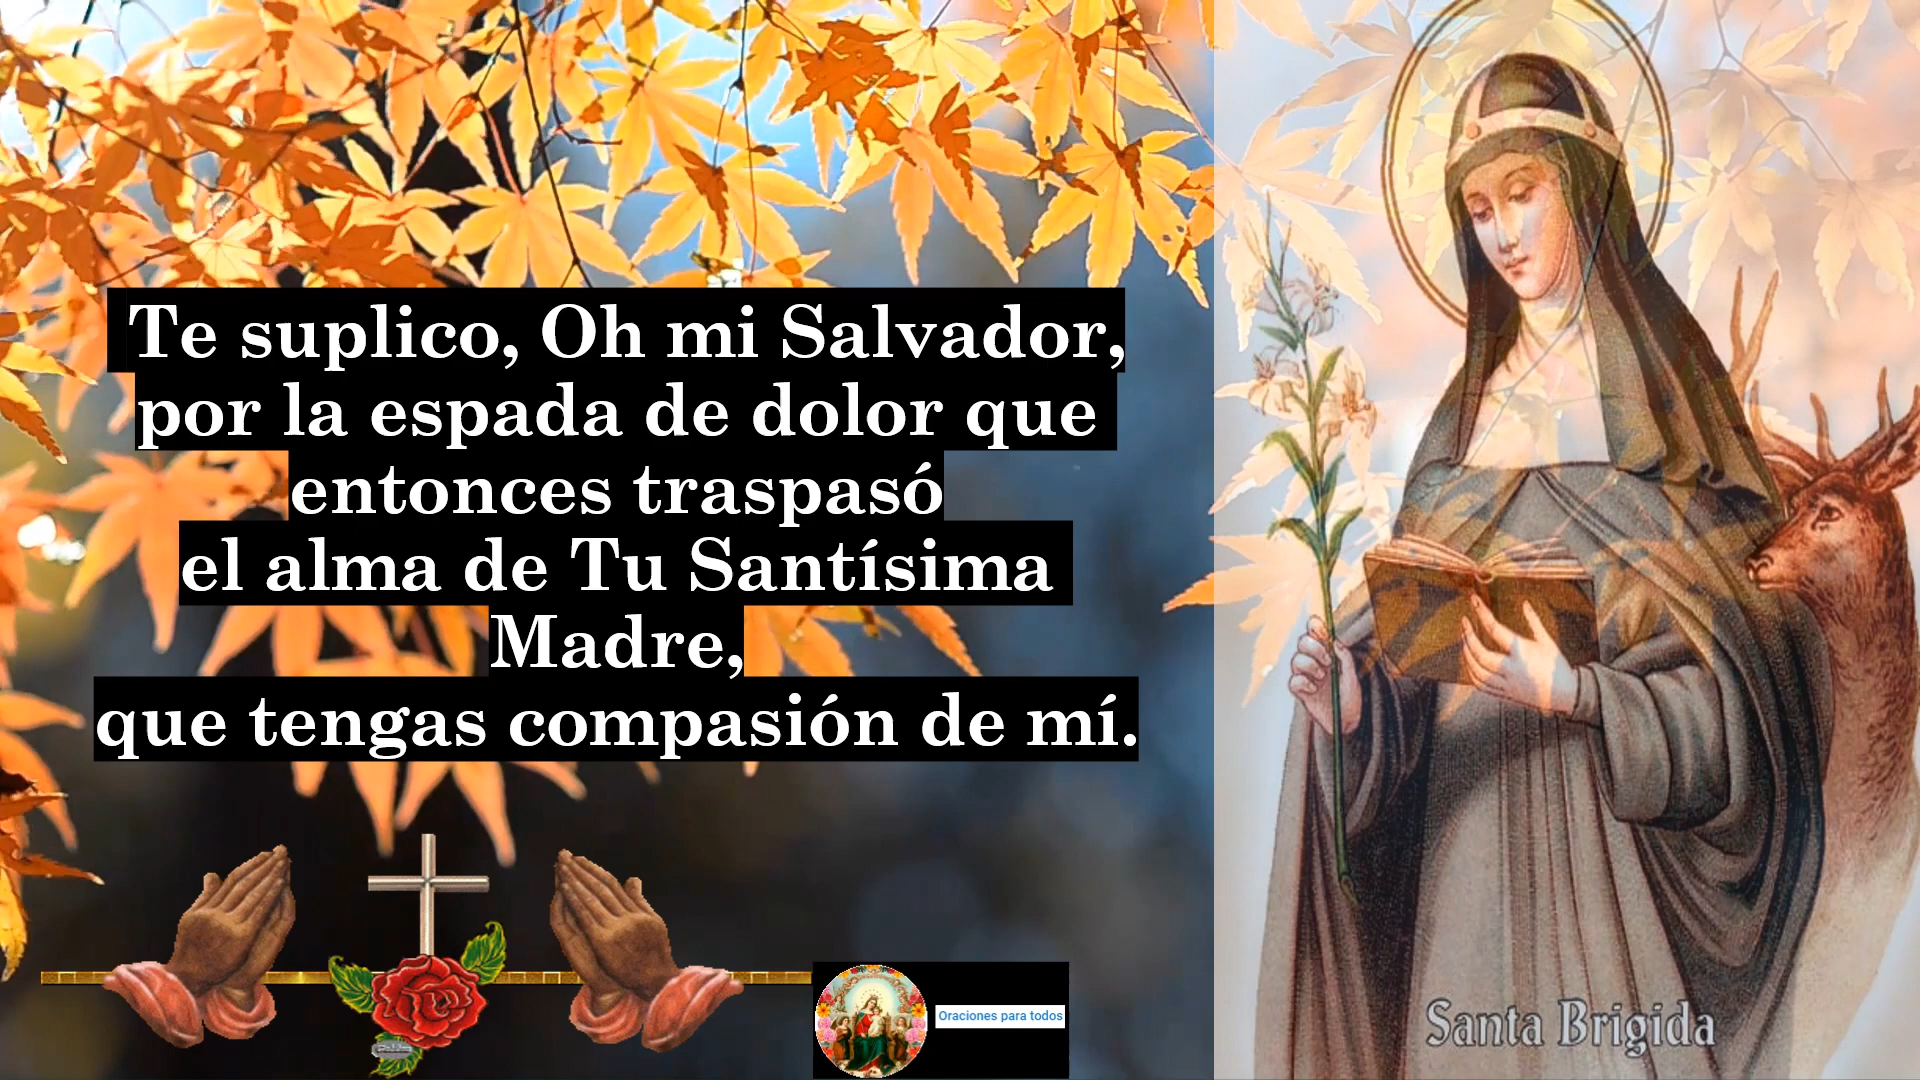 Te suplico, Oh mi Salvador,
por la espada de dolor que
entonces traspasó
el alma de Tu Santísima
Madre,
que tengas compasión de mí.
Oraciones para todos
Santa Brigida